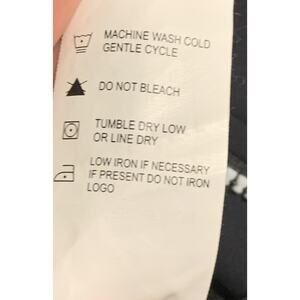 MACHINE WASH COLD
GENTLE CYCLE
DO NOT BLEACH
TUMBLE DRY LOW
OR LINE DRY
LOW IRON IF NECESSARY
IF PRESENT DO NOT IRON
LOGO